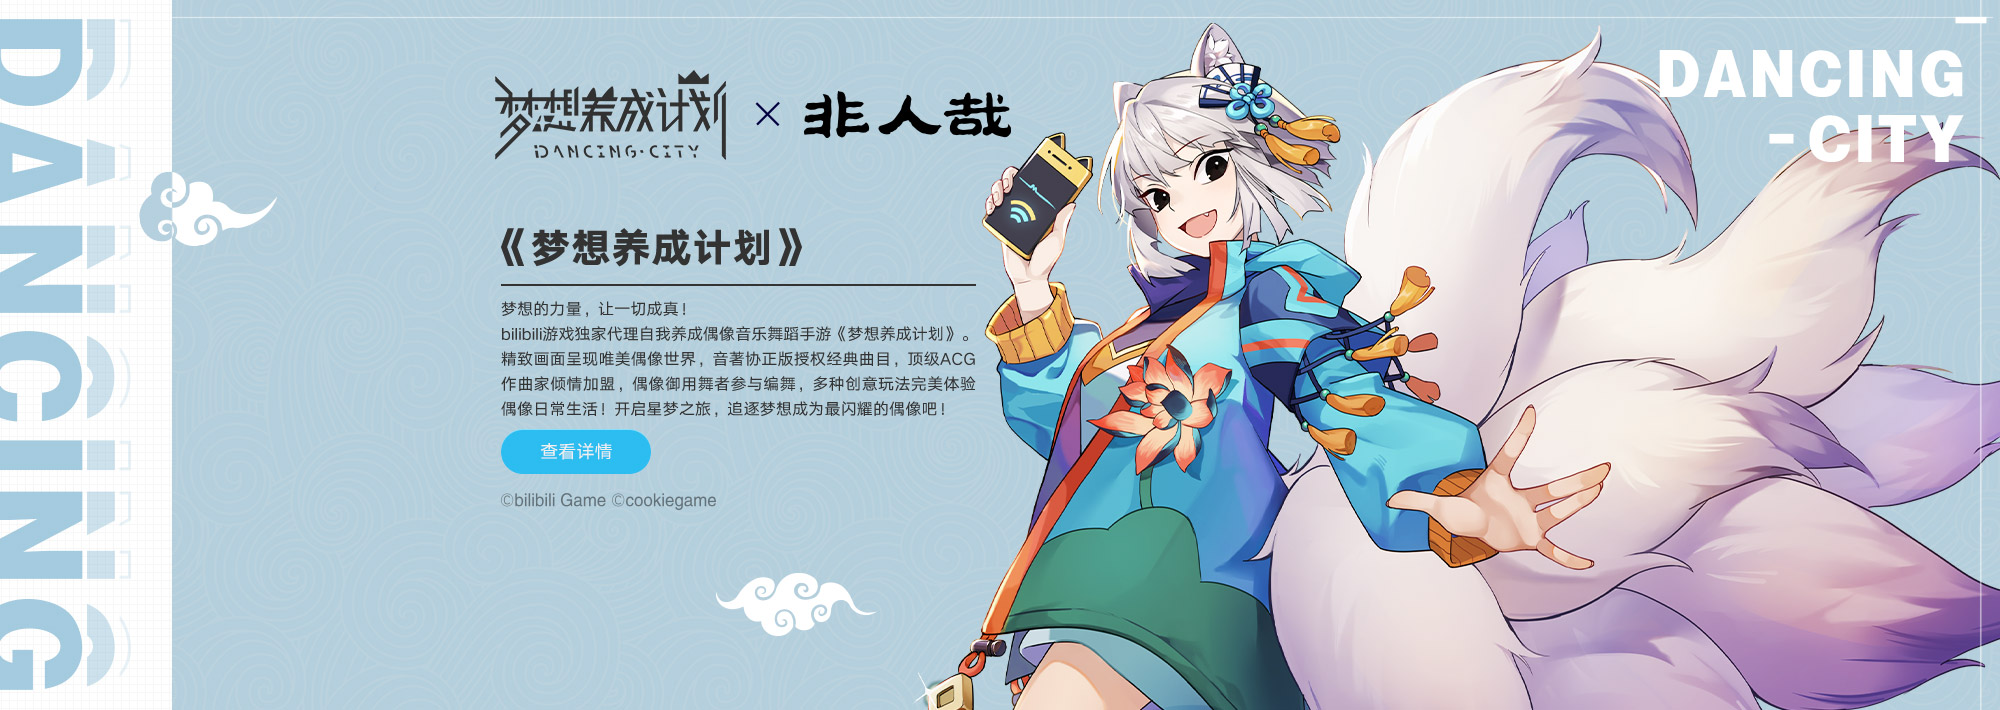 DANCING
梦想养成计划
DANCING·CITY
×
非人哉
《梦想养成计划》
梦想的力量，让一切成真！
bilibili游戏独家代理自我养成偶像音乐舞蹈手游《梦想养成计划》。
精致画面呈现唯美偶像世界，音著协正版授权经典曲目，顶级ACG
作曲家倾情加盟，偶像御用舞者参与编舞，多种创意玩法完美体验
偶像日常生活！开启星梦之旅，追逐梦想成为最闪耀的偶像吧！
查看详情
©bilibili Game ©cookiegame
DANCING
-CITY